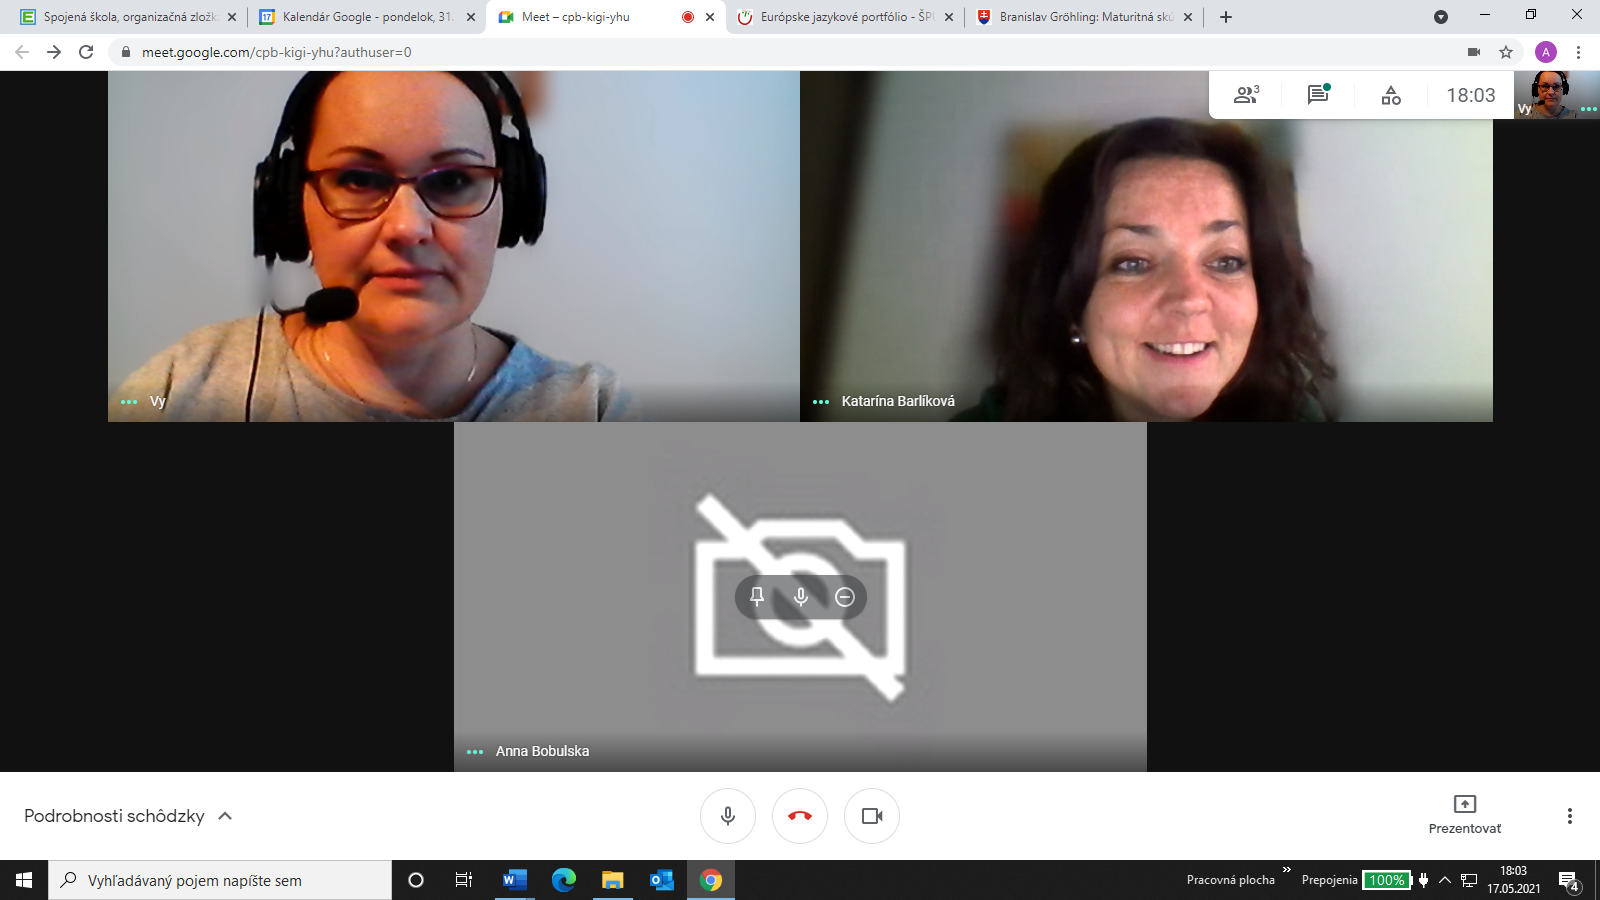 Spojená škola, organizačná zložk
Kalendár Google - pondelok, 31.
Meet – cpb-kigi-yhu
Európske jazykové portfólio - ŠPÚ
Branislav Gröhling: Maturitná skú
meet.google.com/cpb-kigi-yhu?authuser=0
A
3
18:03
Vy
Vy
Katarína Barlíková
Anna Bobulska
Podrobnosti schôdzky
Prezentovať
Vyhľadávaný pojem napíšte sem
Pracovná plocha
Prepojenia
100%
18:03
17.05.2021
4